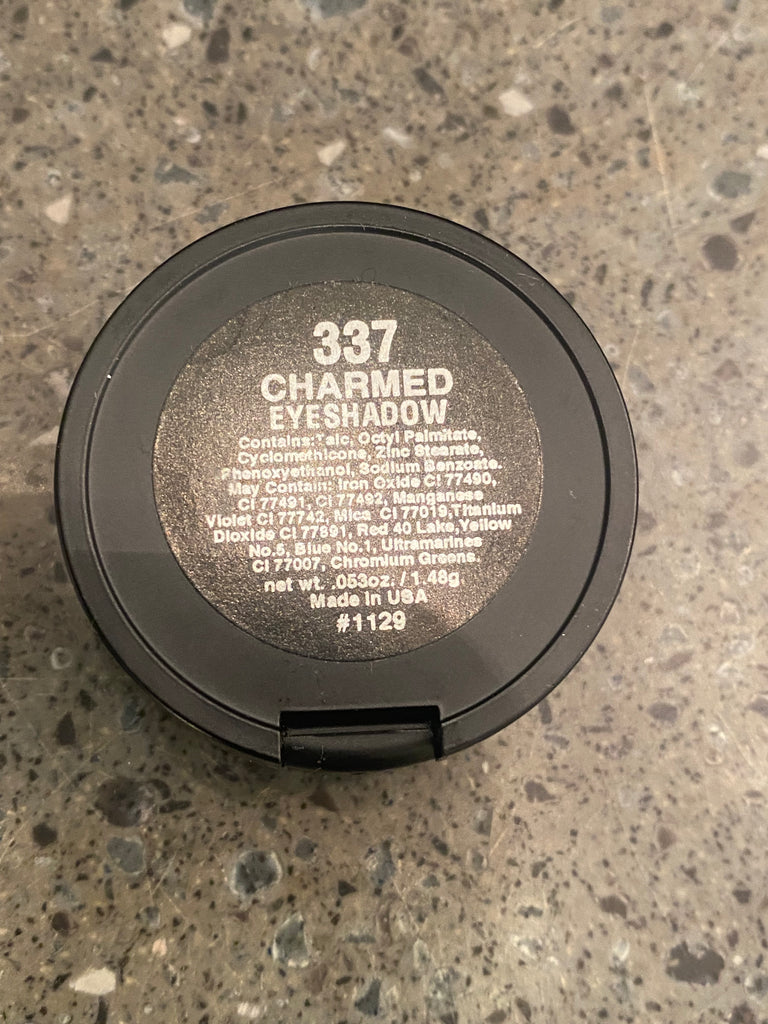 337
CHARMED
EYESHADOW
Contains: Talc, Octyl Palmitate,
Cyclomethicone, Zinc Stearate,
Phenoxyethanol, Sodium Benzoate.
May Contain: Iron Oxide CI 77490,
CI 77491, CI 77492, Manganese
Violet CI 77742, Mica CI 77019,Titanium
Dioxide CI 77891, Red 40 Lake,Yellow
No.5, Blue No.1, Ultramarines
CI 77007, Chromium Greens.
net wt. .053oz. / 1.48g.
Made in USA
#1129